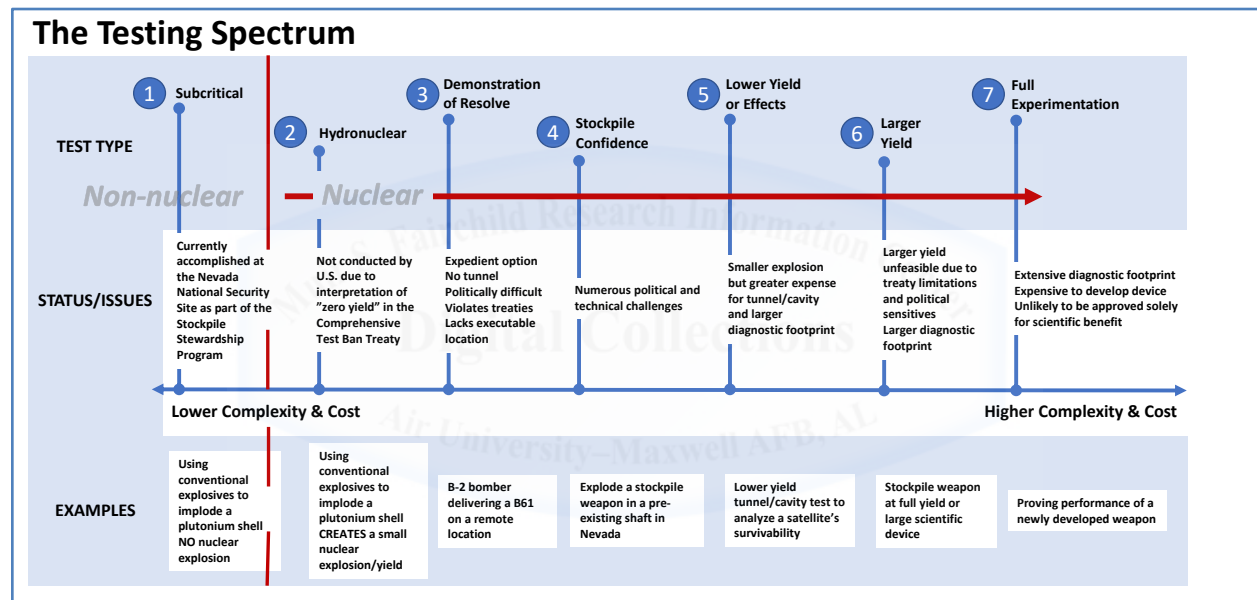 The Testing Spectrum
1
Subcritical
2
Hydronuclear
3
Demonstration
of Resolve
4
Stockpile
Confidence
5
Lower Yield
or Effects
6
Larger
Yield
7
Full
Experimentation
TEST TYPE
Non-nuclear
Nuclear
STATUS/ISSUES
Currently
accomplished at
the Nevada
National Security
Site as part of the
Stockpile
Stewardship
Program
Not conducted by
U.S. due to
interpretation of
”zero yield” in the
Comprehensive
Test Ban Treaty
Expedient option
No tunnel
Politically difficult
Violates treaties
Lacks executable
location
Numerous political and
technical challenges
Smaller explosion
but greater expense
for tunnel/cavity
and larger
diagnostic footprint
Larger yield
unfeasible due to
treaty limitations
and political
sensitives
Larger diagnostic
footprint
Extensive diagnostic footprint
Expensive to develop device
Unlikely to be approved solely
for scientific benefit
Lower Complexity & Cost
Higher Complexity & Cost
EXAMPLES
Using
conventional
explosives to
implode a
plutonium shell
NO nuclear
explosion
Using
conventional
explosives to
implode a
plutonium shell
CREATES a small
nuclear
explosion/yield
B-2 bomber
delivering a B61
on a remote
location
Explode a stockpile
weapon in a pre-
existing shaft in
Nevada
Lower yield
tunnel/cavity test to
analyze a satellite’s
survivability
Stockpile weapon
at full yield or
large scientific
device
Proving performance of a
newly developed weapon
Digital Collections
Air University–Maxwell AFB, AL